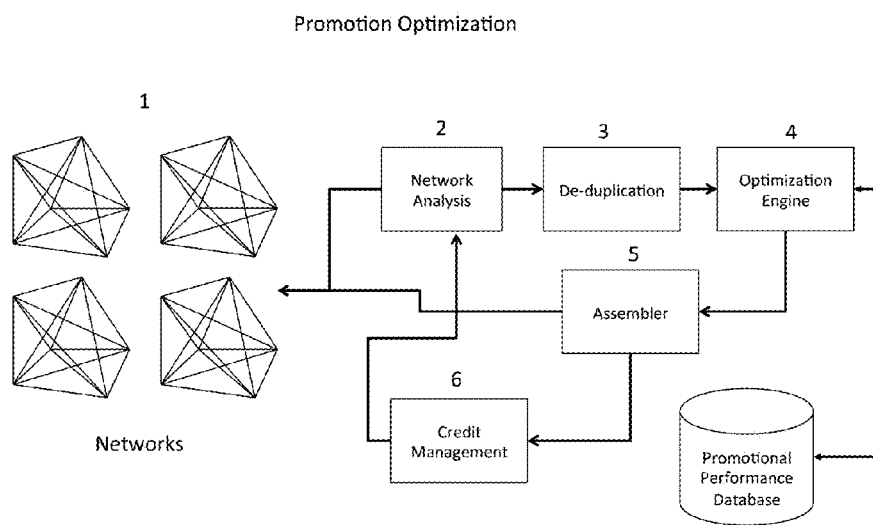 Promotion Optimization
1
2
3
4
Network
Analysis
De-duplication
Optimization
Engine
5
Assembler
6
Credit
Management
Networks
Promotional
Performance
Database